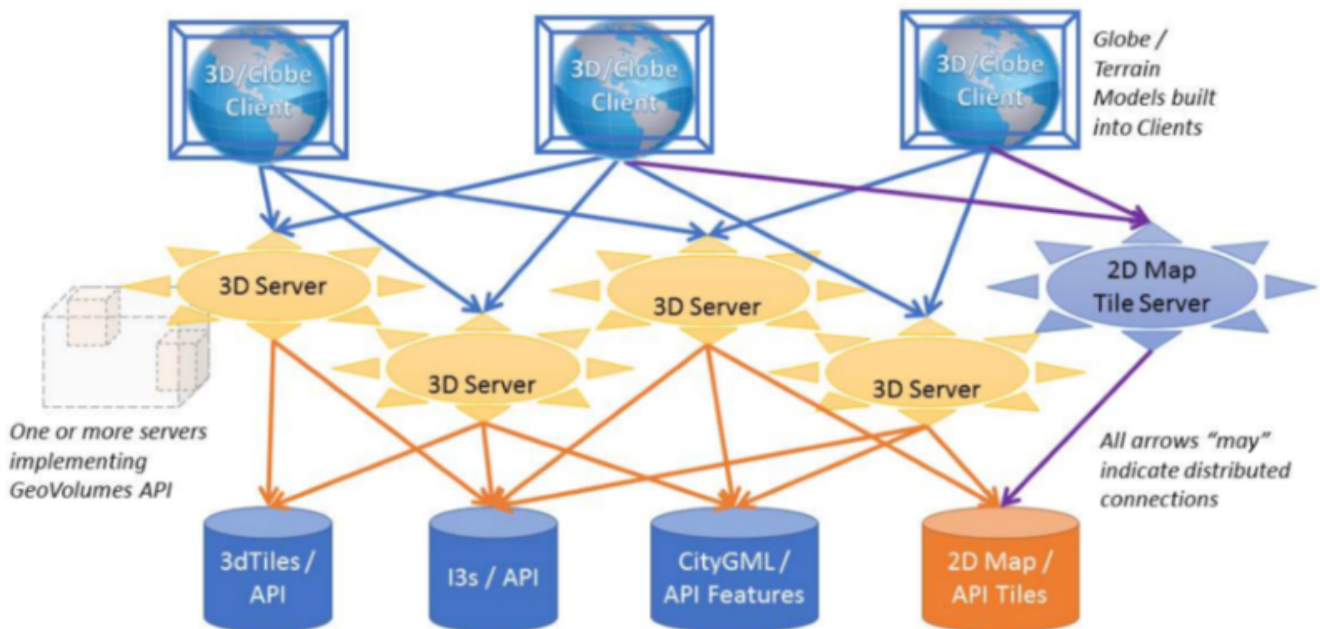 3D/Globe
Client
3D/Globe
Client
3D/Globe
Client
Globe /
Terrain
Models built
into Clients
3D Server
3D Server
3D Server
3D Server
2D Map
Tile Server
One or more servers
implementing
GeoVolumes API
All arrows “may”
indicate distributed
connections
3dTiles /
API
I3s / API
CityGML /
API Features
2D Map /
API Tiles